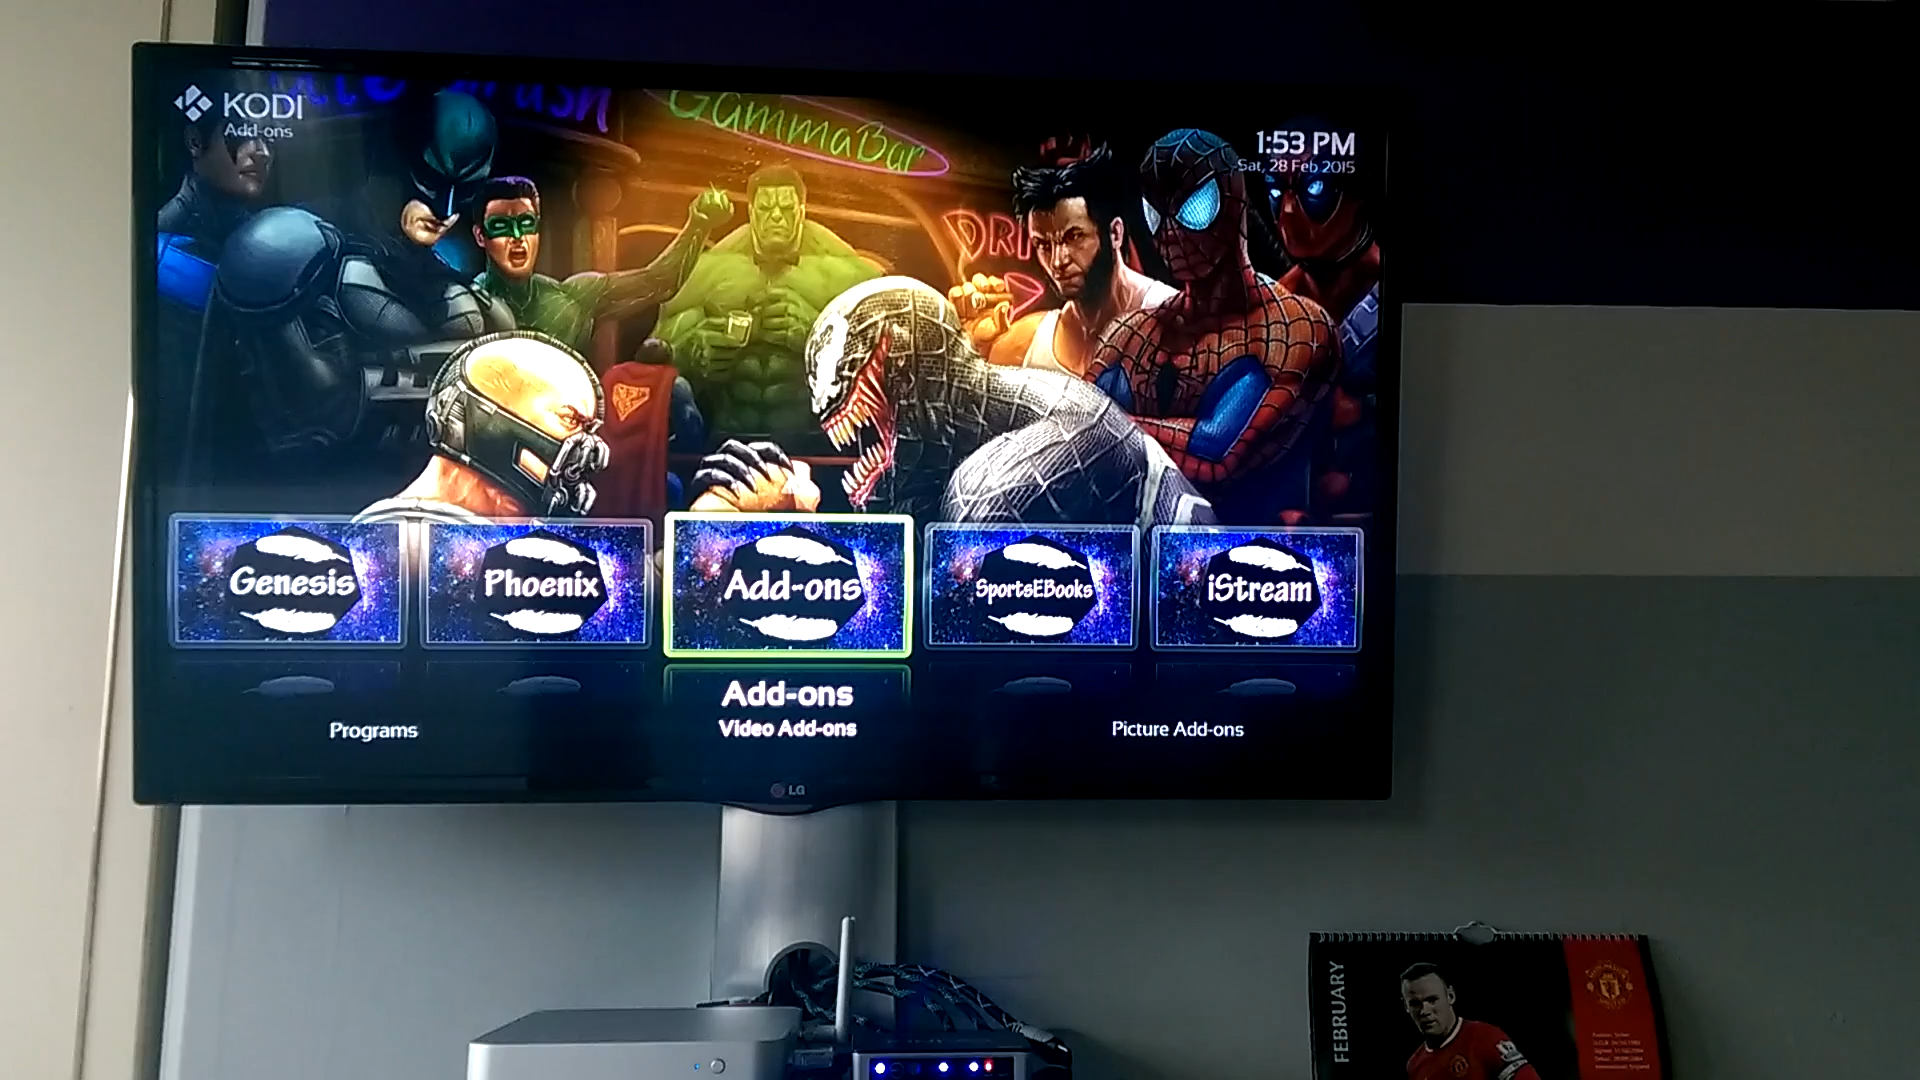 KODI
Add-ons
GammaBar
1:53 PM
Sat, 28 Feb 2015
Genesis
Phoenix
Add-ons
SportsEBooks
iStream
Add-ons
Video Add-ons
Programs
Picture Add-ons
LG
FEBRUARY